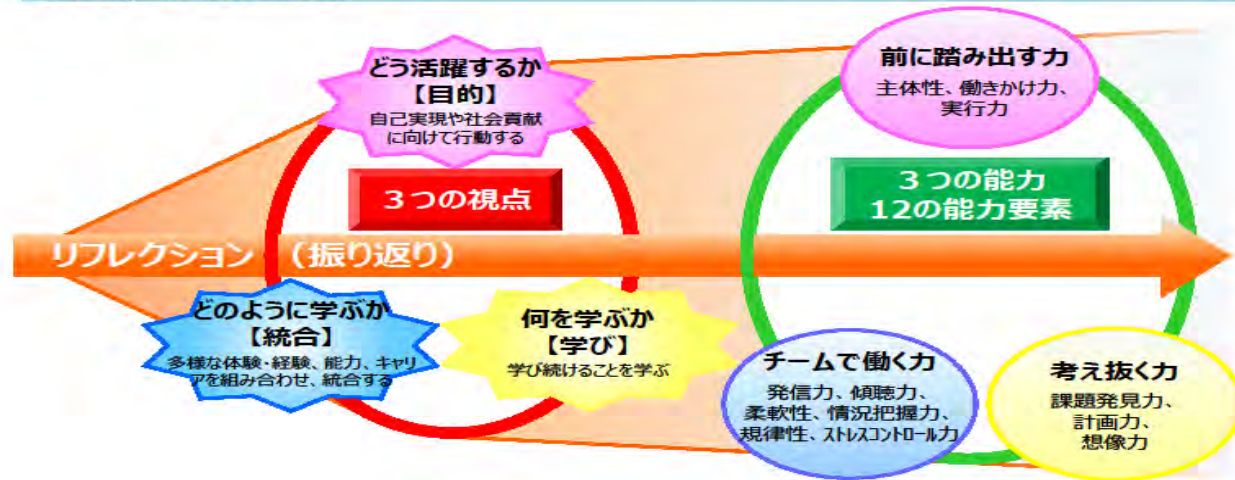 どう活躍するか
【目的】
自己実現や社会貢献
に向けて行動する
3つの視点
リフレクション (振り返り)
どのように学ぶか
【統合】
多様な体験・経験、能力、キャリ
アを組み合わせ、統合する
何を学ぶか
【学び】
学び続けることを学ぶ
前に踏み出す力
主体性、働きかけ力、
実行力
3つの能力
12の能力要素
チームで働く力
発信力、傾聴力、
柔軟性、情況把握力、
規律性、ストレスコントロール力
考え抜く力
課題発見力、
計画力、
想像力